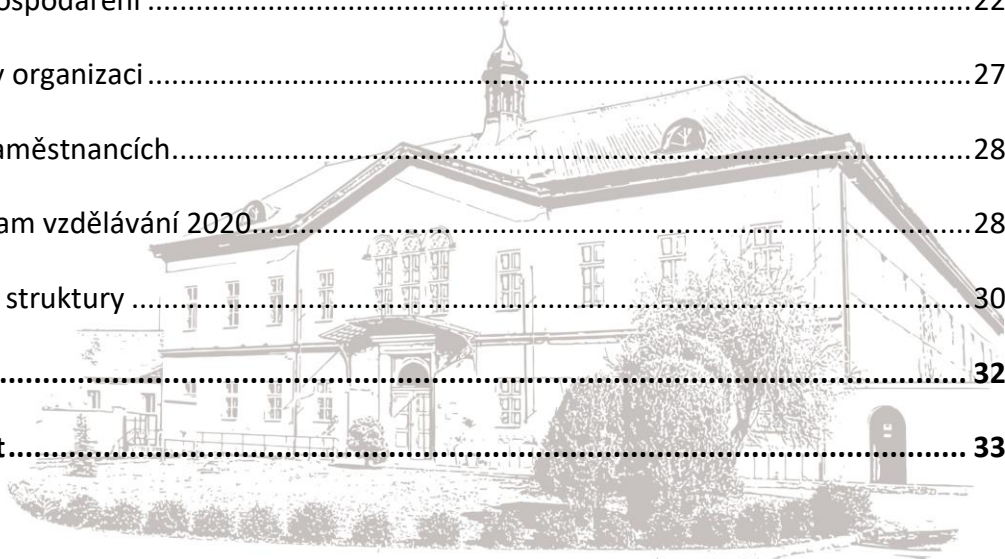 ospodaření ........................................................................ 22
v organizaci ........................................................................ 27
aměstnancích ........................................................................ 28
am vzdělávání 2020 ........................................................................ 28
struktury ........................................................................ 30
........................................................................ 32
t ........................................................................ 33